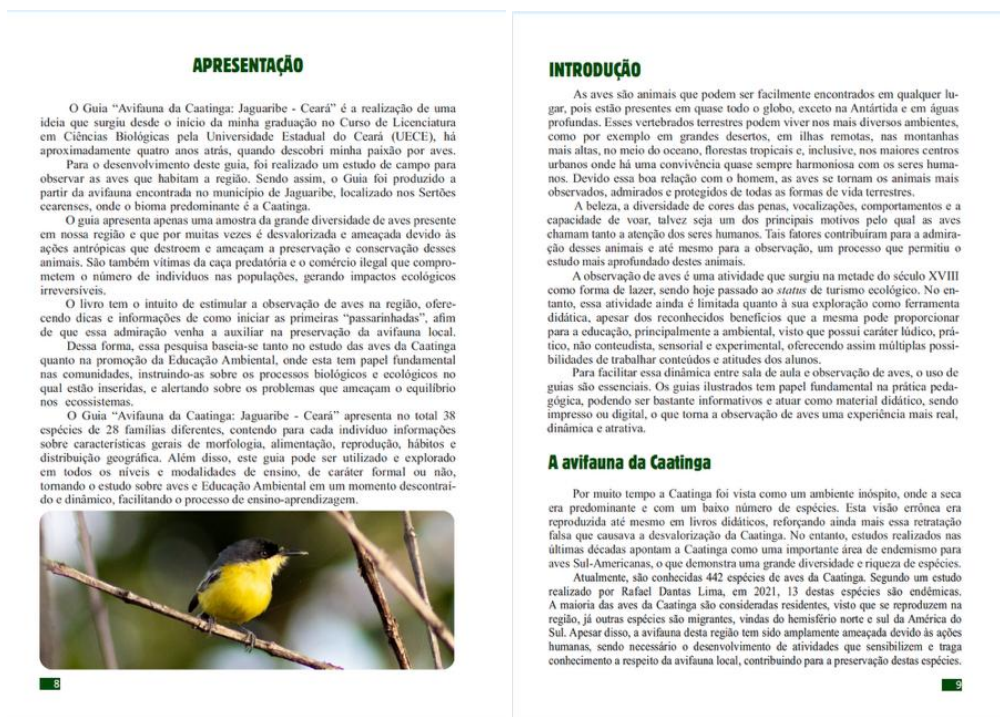 APRESENTAÇÃO
O Guia “Avifauna da Caatinga: Jaguaribe - Ceará” é a realização de uma
ideia que surgiu desde o início da minha graduação no Curso de Licenciatura
em Ciências Biológicas pela Universidade Estadual do Ceará (UECE), há
aproximadamente quatro anos atrás, quando descobri minha paixão por aves.
Para o desenvolvimento deste guia, foi realizado um estudo de campo para
observar as aves que habitam a região. Sendo assim, o Guia foi produzido a
partir da avifauna encontrada no município de Jaguaribe, localizado nos Sertões
cearenses, onde o bioma predominante é a Caatinga.
O guia apresenta apenas uma amostra da grande diversidade de aves presente
em nossa região e que por muitas vezes é desvalorizada e ameaçada devido às
ações antrópicas que destroem e ameaçam a preservação e conservação desses
animais. São também vítimas da caça predatória e o comércio ilegal que compro-
metem o número de indivíduos nas populações, gerando impactos ecológicos
irreversíveis.
O livro tem o intuito de estimular a observação de aves na região, ofere-
cendo dicas e informações de como iniciar as primeiras “passarinhadas”, afim
de que essa admiração venha a auxiliar na preservação da avifauna local.
Dessa forma, essa pesquisa baseia-se tanto no estudo das aves da Caatinga
quanto na promoção da Educação Ambiental, onde esta tem papel fundamental
nas comunidades, instruindo-as sobre os processos biológicos e ecológicos no
qual estão inseridas, e alertando sobre os problemas que ameaçam o equilíbrio
nos ecossistemas.
O Guia “Avifauna da Caatinga: Jaguaribe - Ceará” apresenta no total 38
espécies de 28 famílias diferentes, contendo para cada indivíduo informações
sobre características gerais de morfologia, alimentação, reprodução, hábitos e
distribuição geográfica. Além disso, este guia pode ser utilizado e explorado
em todos os níveis e modalidades de ensino, de caráter formal ou não,
tornando o estudo sobre aves e Educação Ambiental em um momento descontraí-
do e dinâmico, facilitando o processo de ensino-aprendizagem.
8
INTRODUÇÃO
As aves são animais que podem ser facilmente encontrados em qualquer lu-
gar, pois estão presentes em quase todo o globo, exceto na Antártida e em águas
profundas. Esses vertebrados terrestres podem viver nos mais diversos ambientes,
como por exemplo em grandes desertos, em ilhas remotas, nas montanhas
mais altas, no meio do oceano, florestas tropicais e, inclusive, nos maiores centros
urbanos onde há uma convivência quase sempre harmoniosa com os seres huma-
nos. Devido essa boa relação com o homem, as aves se tornam os animais mais
observados, admirados e protegidos de todas as formas de vida terrestres.
A beleza, a diversidade de cores das penas, vocalizações, comportamentos e a
capacidade de voar, talvez seja um dos principais motivos pelo qual as aves
chamam tanto a atenção dos seres humanos. Tais fatores contribuíram para a admira-
ção desses animais e até mesmo para a observação, um processo que permitiu o
estudo mais aprofundado destes animais.
A observação de aves é uma atividade que surgiu na metade do século XVIII
como forma de lazer, sendo hoje passado ao status de turismo ecológico. No en-
tanto, essa atividade ainda é limitada quanto à sua exploração como ferramenta
didática, apesar dos reconhecidos benefícios que a mesma pode proporcionar
para a educação, principalmente a ambiental, visto que possui caráter lúdico, prá-
tico, não conteudista, sensorial e experimental, oferecendo assim múltiplas possi-
bilidades de trabalhar conteúdos e atitudes dos alunos.
Para facilitar essa dinâmica entre sala de aula e observação de aves, o uso de
guias são essenciais. Os guias ilustrados tem papel fundamental na prática peda-
gógica, podendo ser bastante informativos e atuar como material didático, sendo
impresso ou digital, o que torna a observação de aves uma experiência mais real,
dinâmica e atrativa.
A avifauna da Caatinga
Por muito tempo a Caatinga foi vista como um ambiente inóspito, onde a seca
era predominante e com um baixo número de espécies. Esta visão errônea era
reproduzida até mesmo em livros didáticos, reforçando ainda mais essa retratação
falsa que causava a desvalorização da Caatinga. No entanto, estudos realizados nas
últimas décadas apontam a Caatinga como uma importante área de endemismo para
aves Sul-Americanas, o que demonstra uma grande diversidade e riqueza de espécies.
Atualmente, são conhecidas 442 espécies de aves da Caatinga. Segundo um estudo
realizado por Rafael Dantas Lima, em 2021, 13 destas espécies são endêmicas.
A maioria das aves da Caatinga são consideradas residentes, visto que se reproduzem na
região, já outras espécies são migrantes, vindas do hemisfério norte e sul da América do
Sul. Apesar disso, a avifauna desta região tem sido amplamente ameaçada devido às ações
humanas, sendo necessário o desenvolvimento de atividades que sensibilizem e traga
conhecimento a respeito da avifauna local, contribuindo para a preservação destas espécies.
9